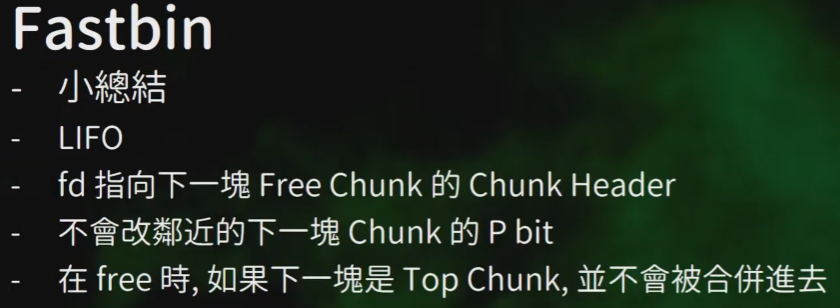 Fastbin
- 小總結
- LIFO
- fd 指向下一塊 Free Chunk 的 Chunk Header
- 不會改鄰近的下一塊 Chunk 的 P bit
- 在 free 時, 如果下一塊是 Top Chunk, 並不會被合併進去